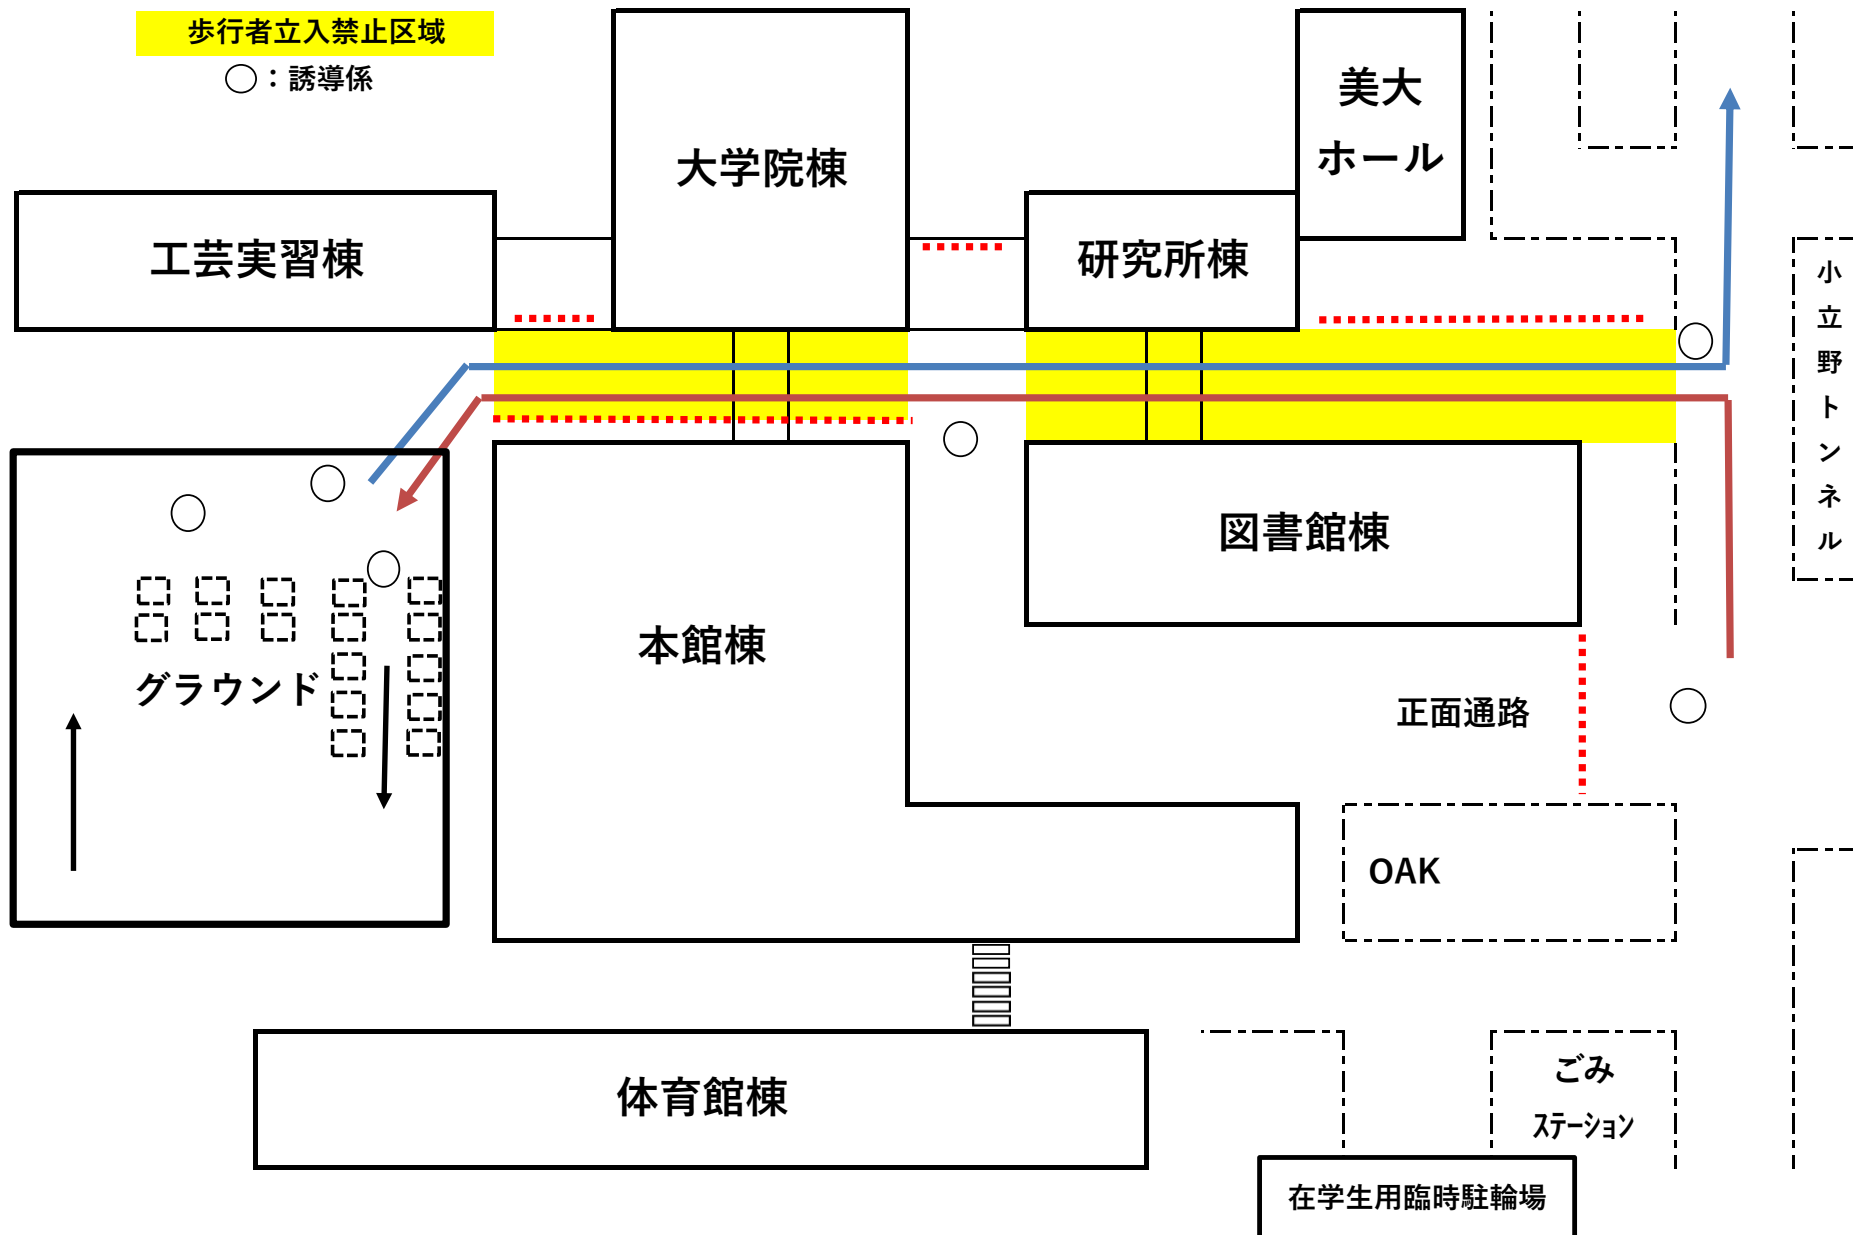 歩行者立入禁止区域
○：誘導係
美大
ホール
大学院棟
工芸実習棟
研究所棟
小立野トンネル
図書館棟
本館棟
グラウンド
正面通路
OAK
ごみ
ステーション
体育館棟
在学生用臨時駐輪場